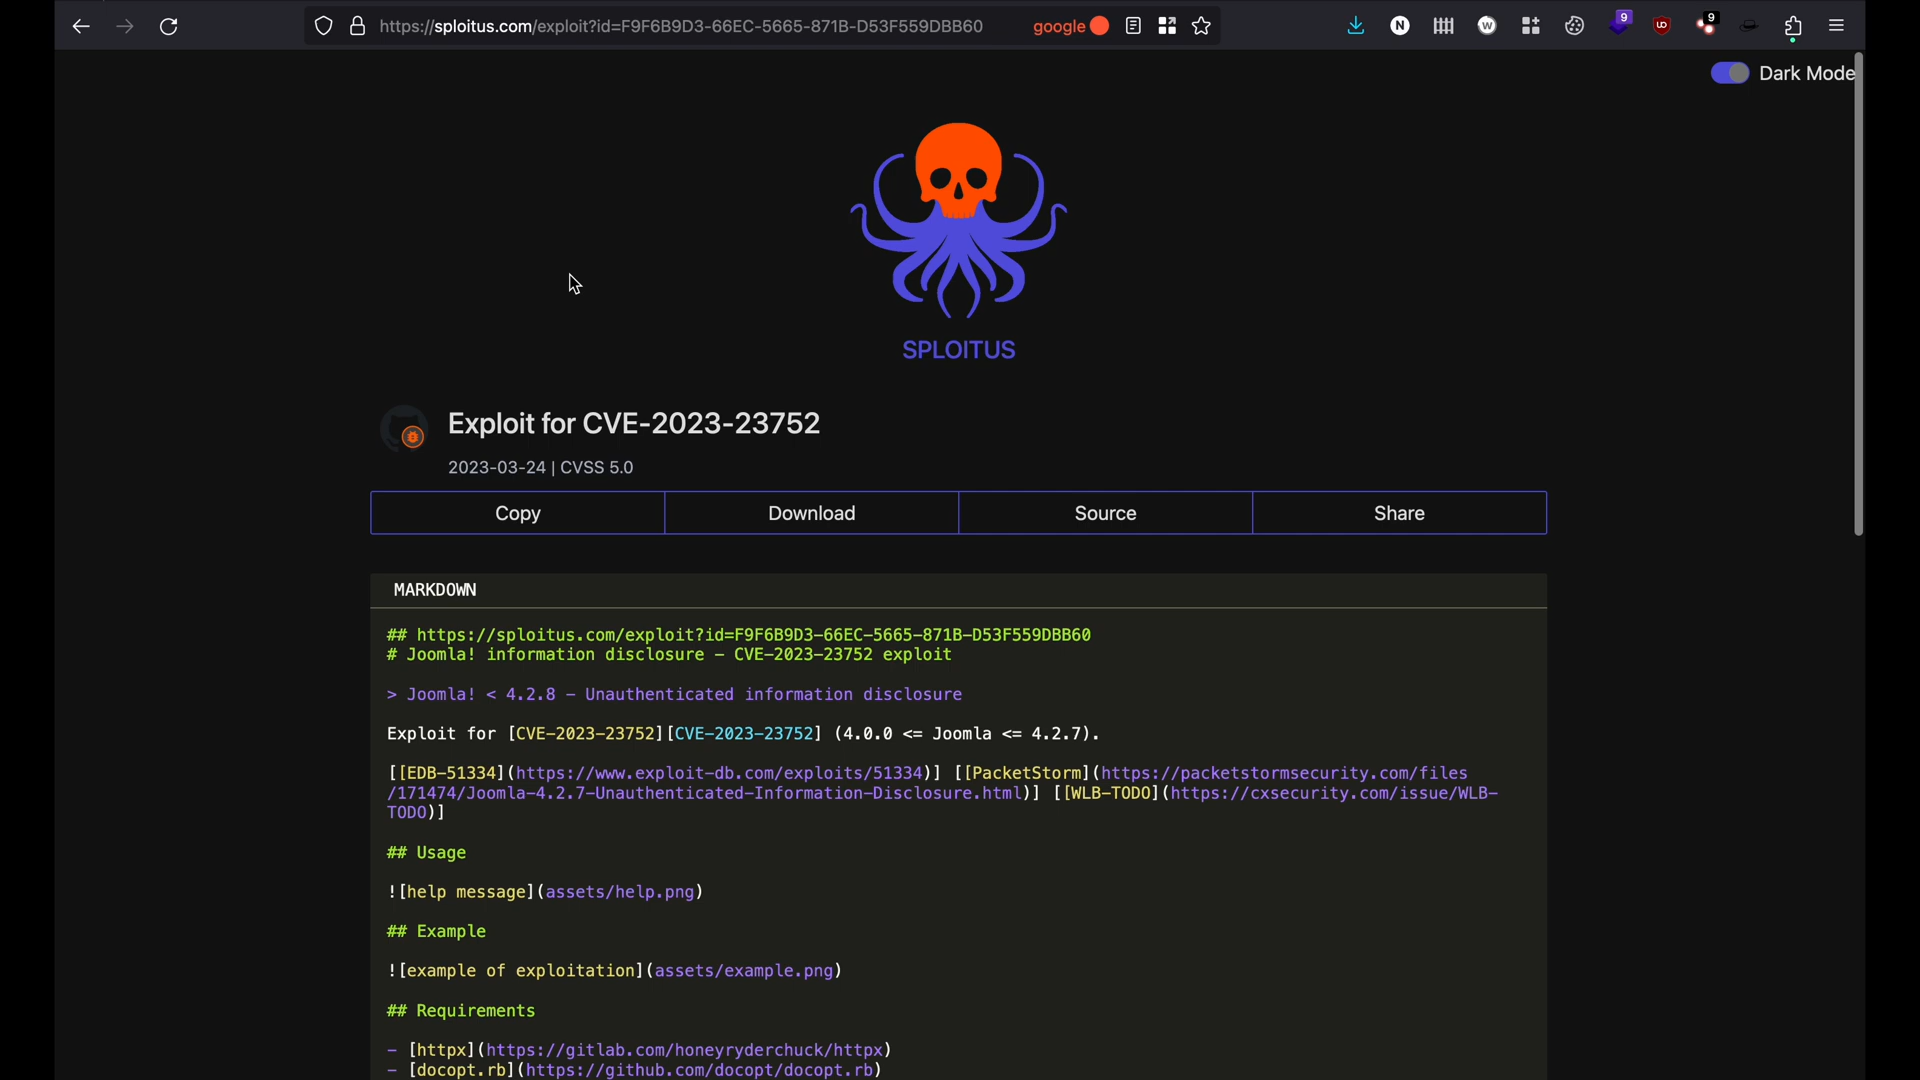 https://sploitus.com/exploit?id=F9F6B9D3-66EC-5665-871B-D53F559DBB60
google
N
W
9
UD
9
Dark Mode
SPLOITUS
Exploit for CVE-2023-23752
2023-03-24 | CVSS 5.0
Copy
Download
Source
Share
MARKDOWN
## https://sploitus.com/exploit?id=F9F6B9D3-66EC-5665-871B-D53F559DBB60
# Joomla! information disclosure - CVE-2023-23752 exploit
> Joomla! < 4.2.8 - Unauthenticated information disclosure
Exploit for [CVE-2023-23752][CVE-2023-23752] (4.0.0 <= Joomla <= 4.2.7).
[[EDB-51334](https://www.exploit-db.com/exploits/51334)] [[PacketStorm](https://packetstormsecurity.com/files
/171474/Joomla-4.2.7-Unauthenticated-Information-Disclosure.html)] [[WLB-TODO](https://cxsecurity.com/issue/WLB-
TODO)]
## Usage
![help message](assets/help.png)
## Example
![example of exploitation](assets/example.png)
## Requirements
- [httpx](https://gitlab.com/honeyryderchuck/httpx)
- [docopt.rb](https://github.com/docopt/docopt.rb)